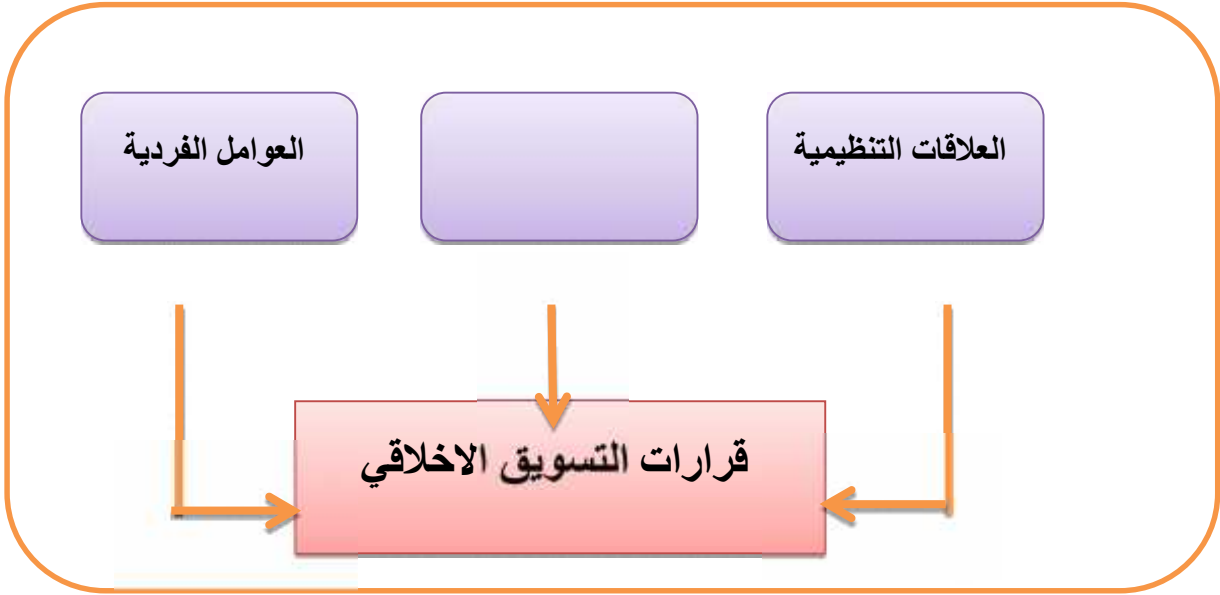 العلاقات التنظيمية
العوامل الفردية
قرارات التسويق الاخلاقي